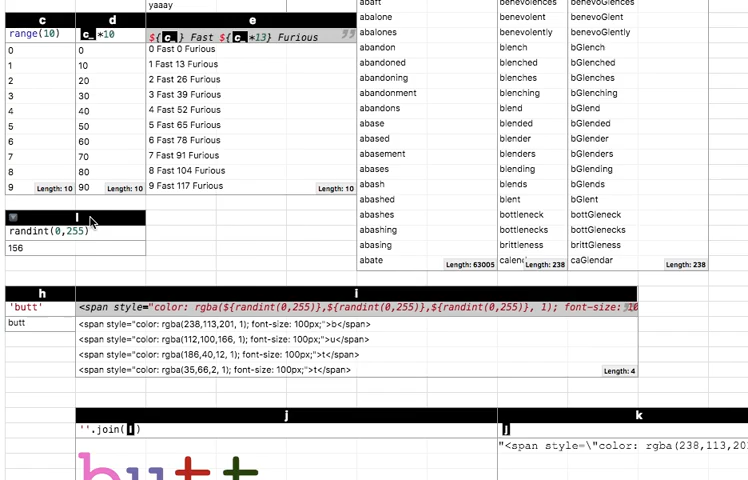 yaaay
c d e
range(10) c_ *10 ${ c_ } Fast ${ c_ *13} Furious
0 0 0 Fast 0 Furious
1 10 1 Fast 13 Furious
2 20 2 Fast 26 Furious
3 30 3 Fast 39 Furious
4 40 4 Fast 52 Furious
5 50 5 Fast 65 Furious
6 60 6 Fast 78 Furious
7 70 7 Fast 91 Furious
8 80 8 Fast 104 Furious
9 Length: 10 90 Length: 10 9 Fast 117 Furious Length: 10
abaft benevolences benevoGlences
abalone benevolent benevoGlent
abalones benevolently benevoGlently
abandon blench bGlench
abandoned blenched bGlenched
abandoning blenches bGlenches
abandonment blenching bGlenching
abandons blend bGlend
abase blended bGlended
abased blender bGlender
abasement blenders bGlenders
abases blending bGlending
abash blends bGlends
abashed blent bGlent
abashes bottleneck bottGleneck
abashing bottlenecks bottGlenecks
abasing brittleness brittGleness
abate Length: 63005 Length: 238 caGlendar Length: 238
l
randint(0,255)
156
h i
'butt' <span style="color: rgba(${randint(0,255)},${randint(0,255)},${randint(0,255)}, 1); font-size: 10
butt <span style="color: rgba(238,113,201, 1); font-size: 100px;">b</span>
<span style="color: rgba(112,100,166, 1); font-size: 100px;">u</span>
<span style="color: rgba(186,40,12, 1); font-size: 100px;">t</span>
<span style="color: rgba(35,66,2, 1); font-size: 100px;">t</span> Length: 4
j k
''.join( i ) j
"<span style=\"color: rgba(238,113,201
butt